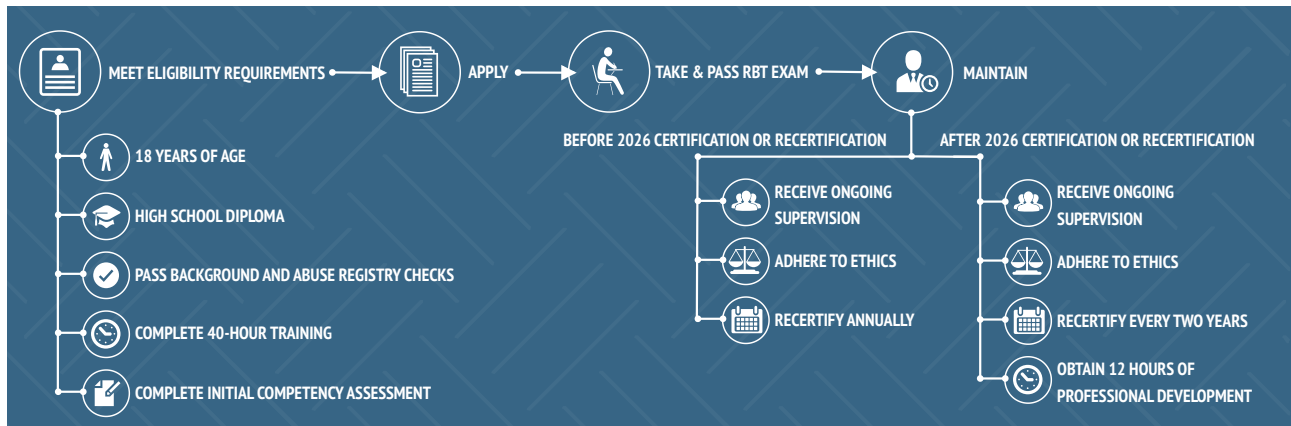 MEET ELIGIBILITY REQUIREMENTS
APPLY
TAKE & PASS RBT EXAM
MAINTAIN
18 YEARS OF AGE
HIGH SCHOOL DIPLOMA
PASS BACKGROUND AND ABUSE REGISTRY CHECKS
COMPLETE 40-HOUR TRAINING
COMPLETE INITIAL COMPETENCY ASSESSMENT
BEFORE 2026 CERTIFICATION OR RECERTIFICATION
RECEIVE ONGOING
SUPERVISION
ADHERE TO ETHICS
RECERTIFY ANNUALLY
AFTER 2026 CERTIFICATION OR RECERTIFICATION
RECEIVE ONGOING
SUPERVISION
ADHERE TO ETHICS
RECERTIFY EVERY TWO YEARS
OBTAIN 12 HOURS OF
PROFESSIONAL DEVELOPMENT